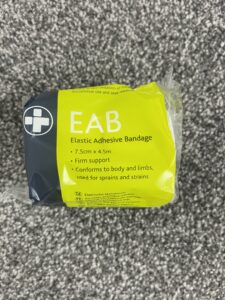 EAB
Elastic Adhesive Bandage
• 7.5cm x 4.5m
• Firm support
• Conforms to body and limbs,
used for sprains and strains